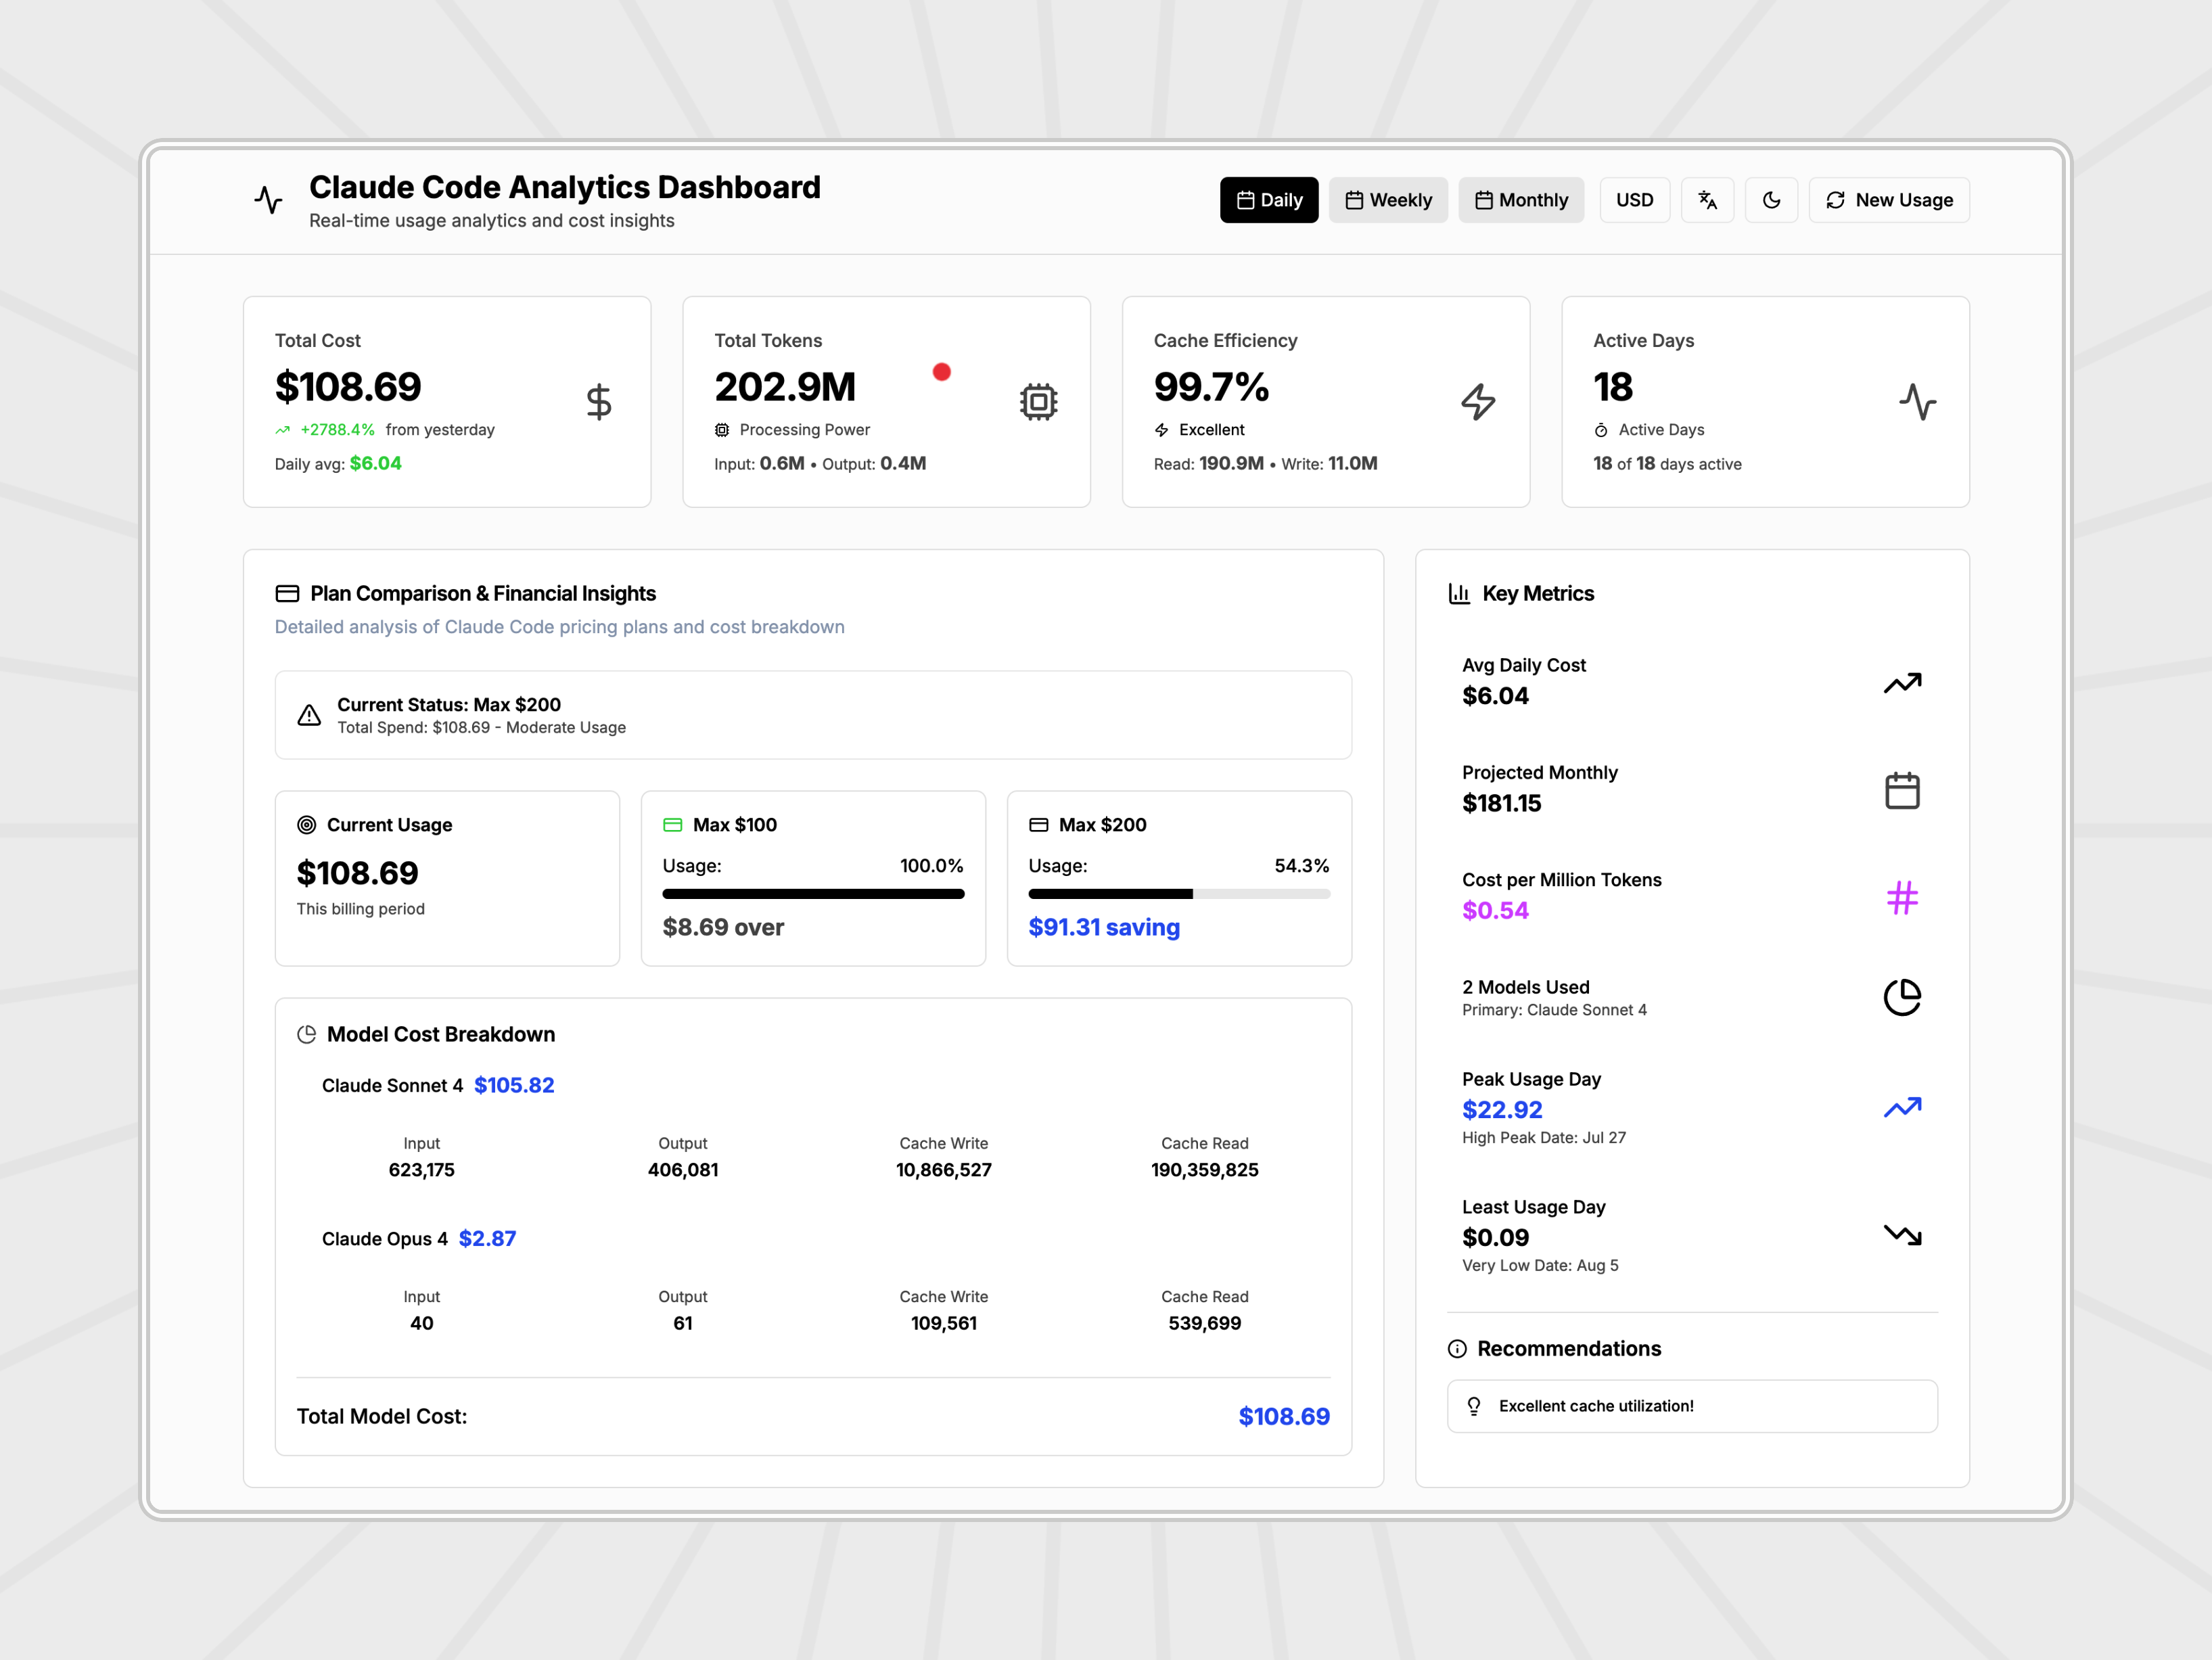 Claude Code Analytics Dashboard
Real-time usage analytics and cost insights
Daily
Weekly
Monthly
USD
New Usage
Total Cost
$108.69
+2788.4% from yesterday
Daily avg: $6.04
Total Tokens
202.9M
Processing Power
Input: 0.6M • Output: 0.4M
Cache Efficiency
99.7%
Excellent
Read: 190.9M • Write: 11.0M
Active Days
18
Active Days
18 of 18 days active
Plan Comparison & Financial Insights
Detailed analysis of Claude Code pricing plans and cost breakdown
Current Status: Max $200
Total Spend: $108.69 - Moderate Usage
Current Usage
$108.69
This billing period
Max $100
Usage: 100.0%
$8.69 over
Max $200
Usage: 54.3%
$91.31 saving
Model Cost Breakdown
Claude Sonnet 4 $105.82
Input Output Cache Write Cache Read
623,175 406,081 10,866,527 190,359,825
Claude Opus 4 $2.87
Input Output Cache Write Cache Read
40 61 109,561 539,699
Total Model Cost: $108.69
Key Metrics
Avg Daily Cost
$6.04
Projected Monthly
$181.15
Cost per Million Tokens
$0.54
2 Models Used
Primary: Claude Sonnet 4
Peak Usage Day
$22.92
High Peak Date: Jul 27
Least Usage Day
$0.09
Very Low Date: Aug 5
Recommendations
Excellent cache utilization!